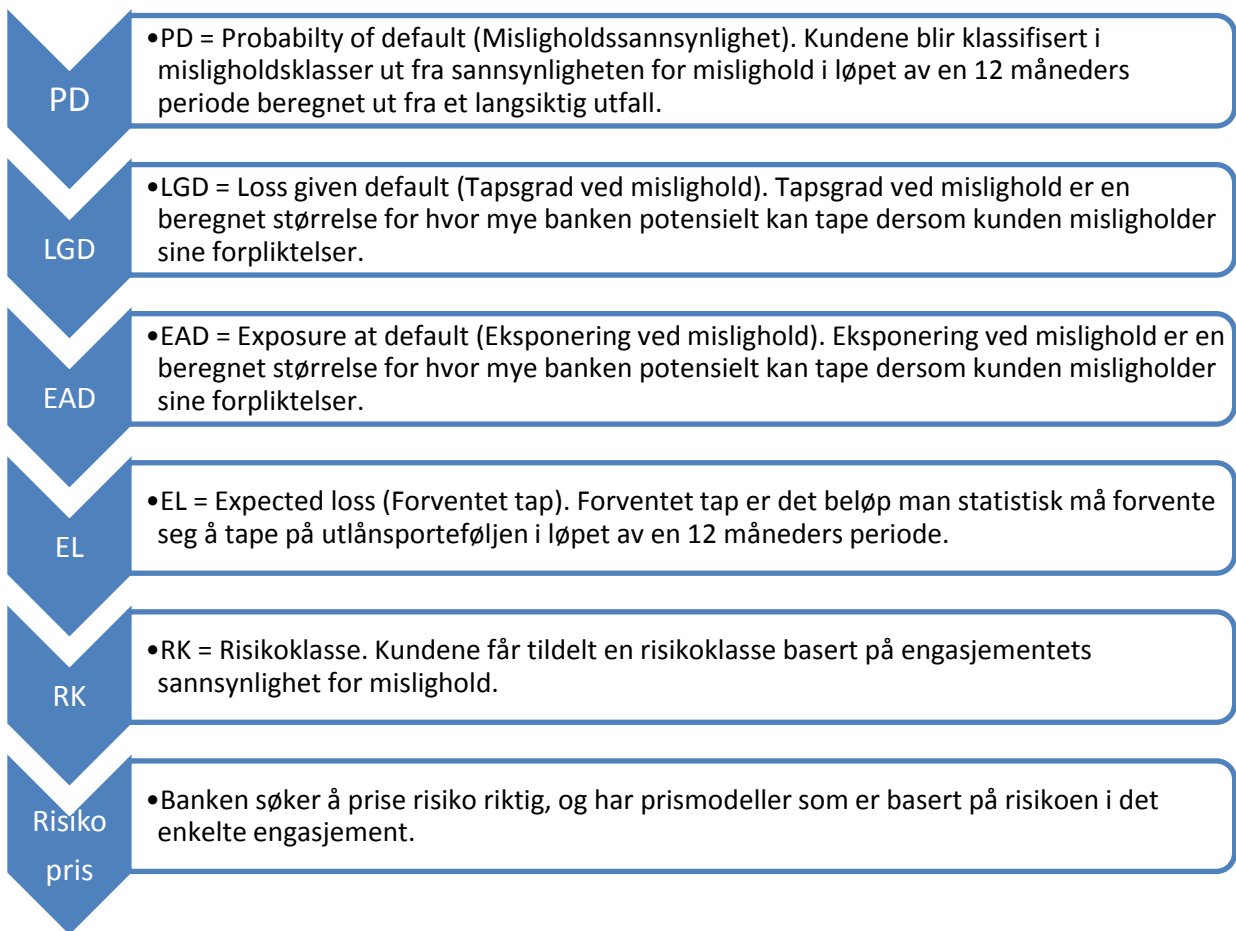 PD
•PD = Probabilty of default (Misligholdssannsynlighet). Kundene blir klassifisert i
misligholdsklasser ut fra sannsynligheten for mislighold i løpet av en 12 måneders
periode beregnet ut fra et langsiktig utfall.
LGD
•LGD = Loss given default (Tapsgrad ved mislighold). Tapsgrad ved mislighold er en
beregnet størrelse for hvor mye banken potensielt kan tape dersom kunden misligholder
sine forpliktelser.
EAD
•EAD = Exposure at default (Eksponering ved mislighold). Eksponering ved mislighold er en
beregnet størrelse for hvor mye banken potensielt kan tape dersom kunden misligholder
sine forpliktelser.
EL
•EL = Expected loss (Forventet tap). Forventet tap er det beløp man statistisk må forvente
seg å tape på utlånsporteføljen i løpet av en 12 måneders periode.
RK
•RK = Risikoklasse. Kundene får tildelt en risikoklasse basert på engasjementets
sannsynlighet for mislighold.
Risiko
pris
•Banken søker å prise risiko riktig, og har prismodeller som er basert på risikoen i det
enkelte engasjement.